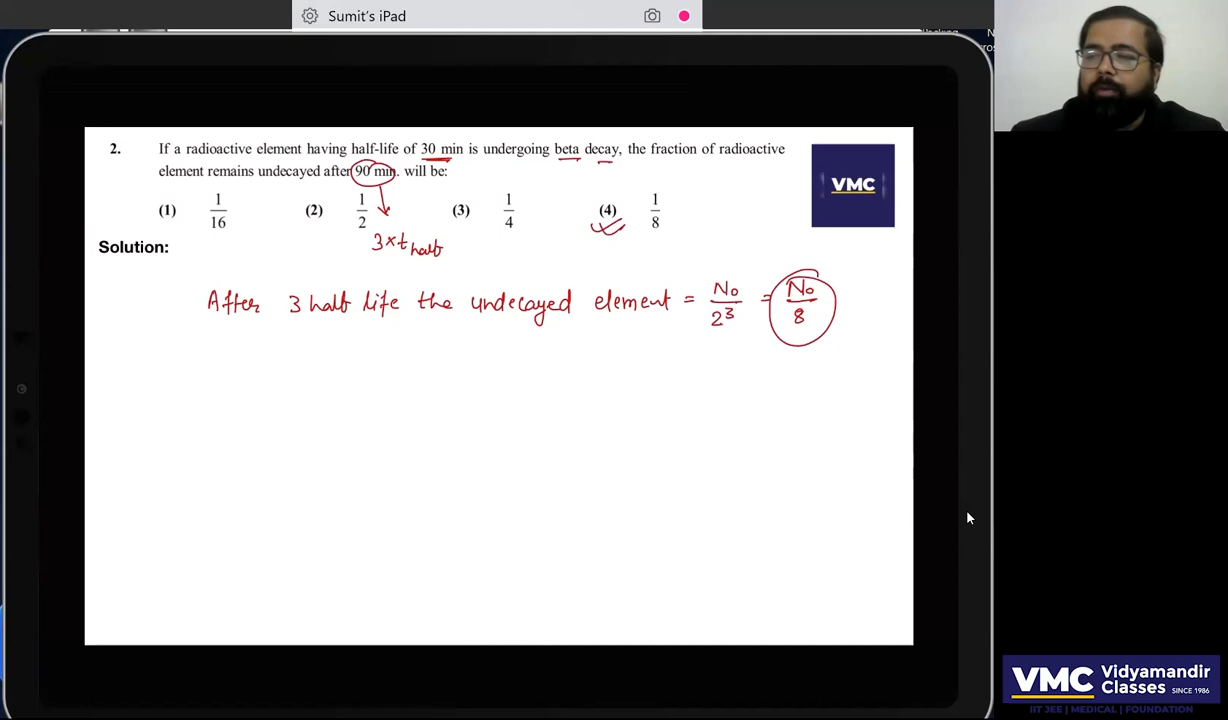 Sumit's iPad
2. If a radioactive element having half-life of 30 min is undergoing beta decay, the fraction of radioactive
element remains undecayed after 90 min. will be:
(1) 1/16 (2) 1/2 (3) 1/4 (4) 1/8
3 × t half
VMC
Solution:
After 3 half life the undecayed element = N₀/2³ = N₀/8
VMC Vidyamandir
Classes SINCE 1986
IIT JEE | MEDICAL | FOUNDATION